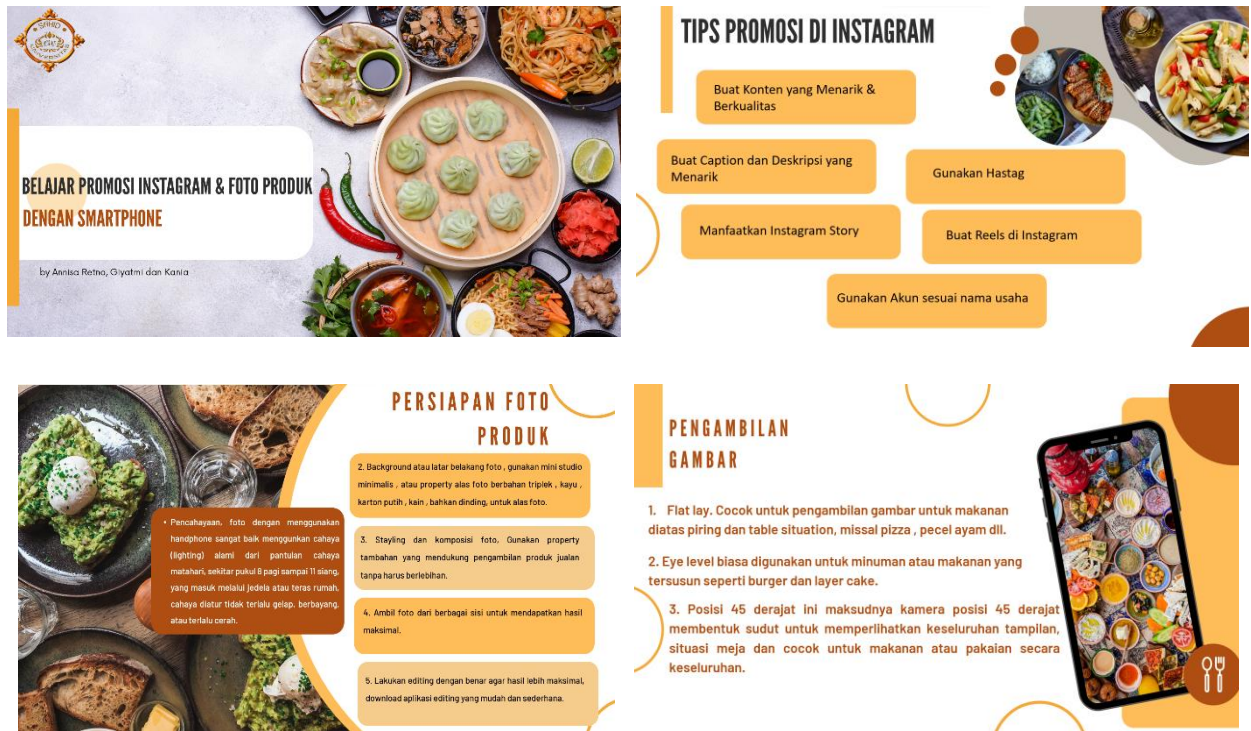 SAHID
BELAJAR PROMOSI INSTAGRAM & FOTO PRODUK
DENGAN SMARTPHONE
by Annisa Retno, Giyatmi dan Kania
TIPS PROMOSI DI INSTAGRAM
Buat Konten yang Menarik &
Berkualitas
Buat Caption dan Deskripsi yang
Menarik
Gunakan Hastag
Manfaatkan Instagram Story
Buat Reels di Instagram
Gunakan Akun sesuai nama usaha
PERSIAPAN FOTO
PRODUK
• Pencahayaan, foto dengan menggunakan
handphone sangat baik menggunkan cahaya
(lighting) alami dari pantulan cahaya
matahari, sekitar pukul 8 pagi sampai 11 siang,
yang masuk melalui jedela atau teras rumah,
cahaya diatur tidak terlalu gelap, berbayang,
atau terlalu cerah.
2. Background atau latar belakang foto , gunakan mini studio
minimalis , atau property alas foto berbahan triplek , kayu ,
karton putih , kain , bahkan dinding, untuk alas foto.
3. Stayling dan komposisi foto, Gunakan property
tambahan yang mendukung pengambilan produk jualan
tanpa harus berlebihan.
4. Ambil foto dari berbagai sisi untuk mendapatkan hasil
maksimal.
5. Lakukan editing dengan benar agar hasil lebih maksimal,
download aplikasi editing yang mudah dan sederhana.
PENGAMBILAN
GAMBAR
1. Flat lay. Cocok untuk pengambilan gambar untuk makanan
diatas piring dan table situation, missal pizza , pecel ayam dll.
2. Eye level biasa digunakan untuk minuman atau makanan yang
tersusun seperti burger dan layer cake.
3. Posisi 45 derajat ini maksudnya kamera posisi 45 derajat
membentuk sudut untuk memperlihatkan keseluruhan tampilan,
situasi meja dan cocok untuk makanan atau pakaian secara
keseluruhan.